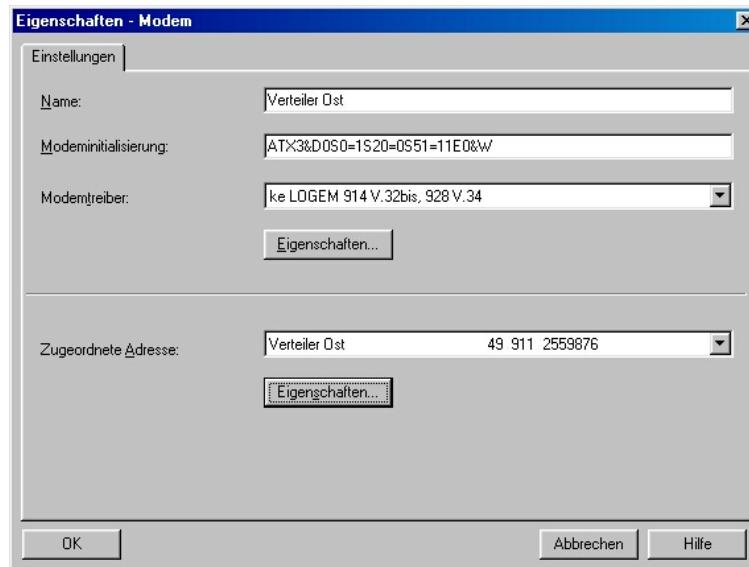 Eigenschaften - Modem
Einstellungen
Name: Verteiler Ost
Modeminitialisierung: ATX3&D0S0=1S20=0S51=11E0&W
Modemtreiber: ke LOGEM 914 V.32bis, 928 V.34
Eigenschaften...
Zugeordnete Adresse: Verteiler Ost 49 911 2559876
Eigenschaften...
OK Abbrechen Hilfe